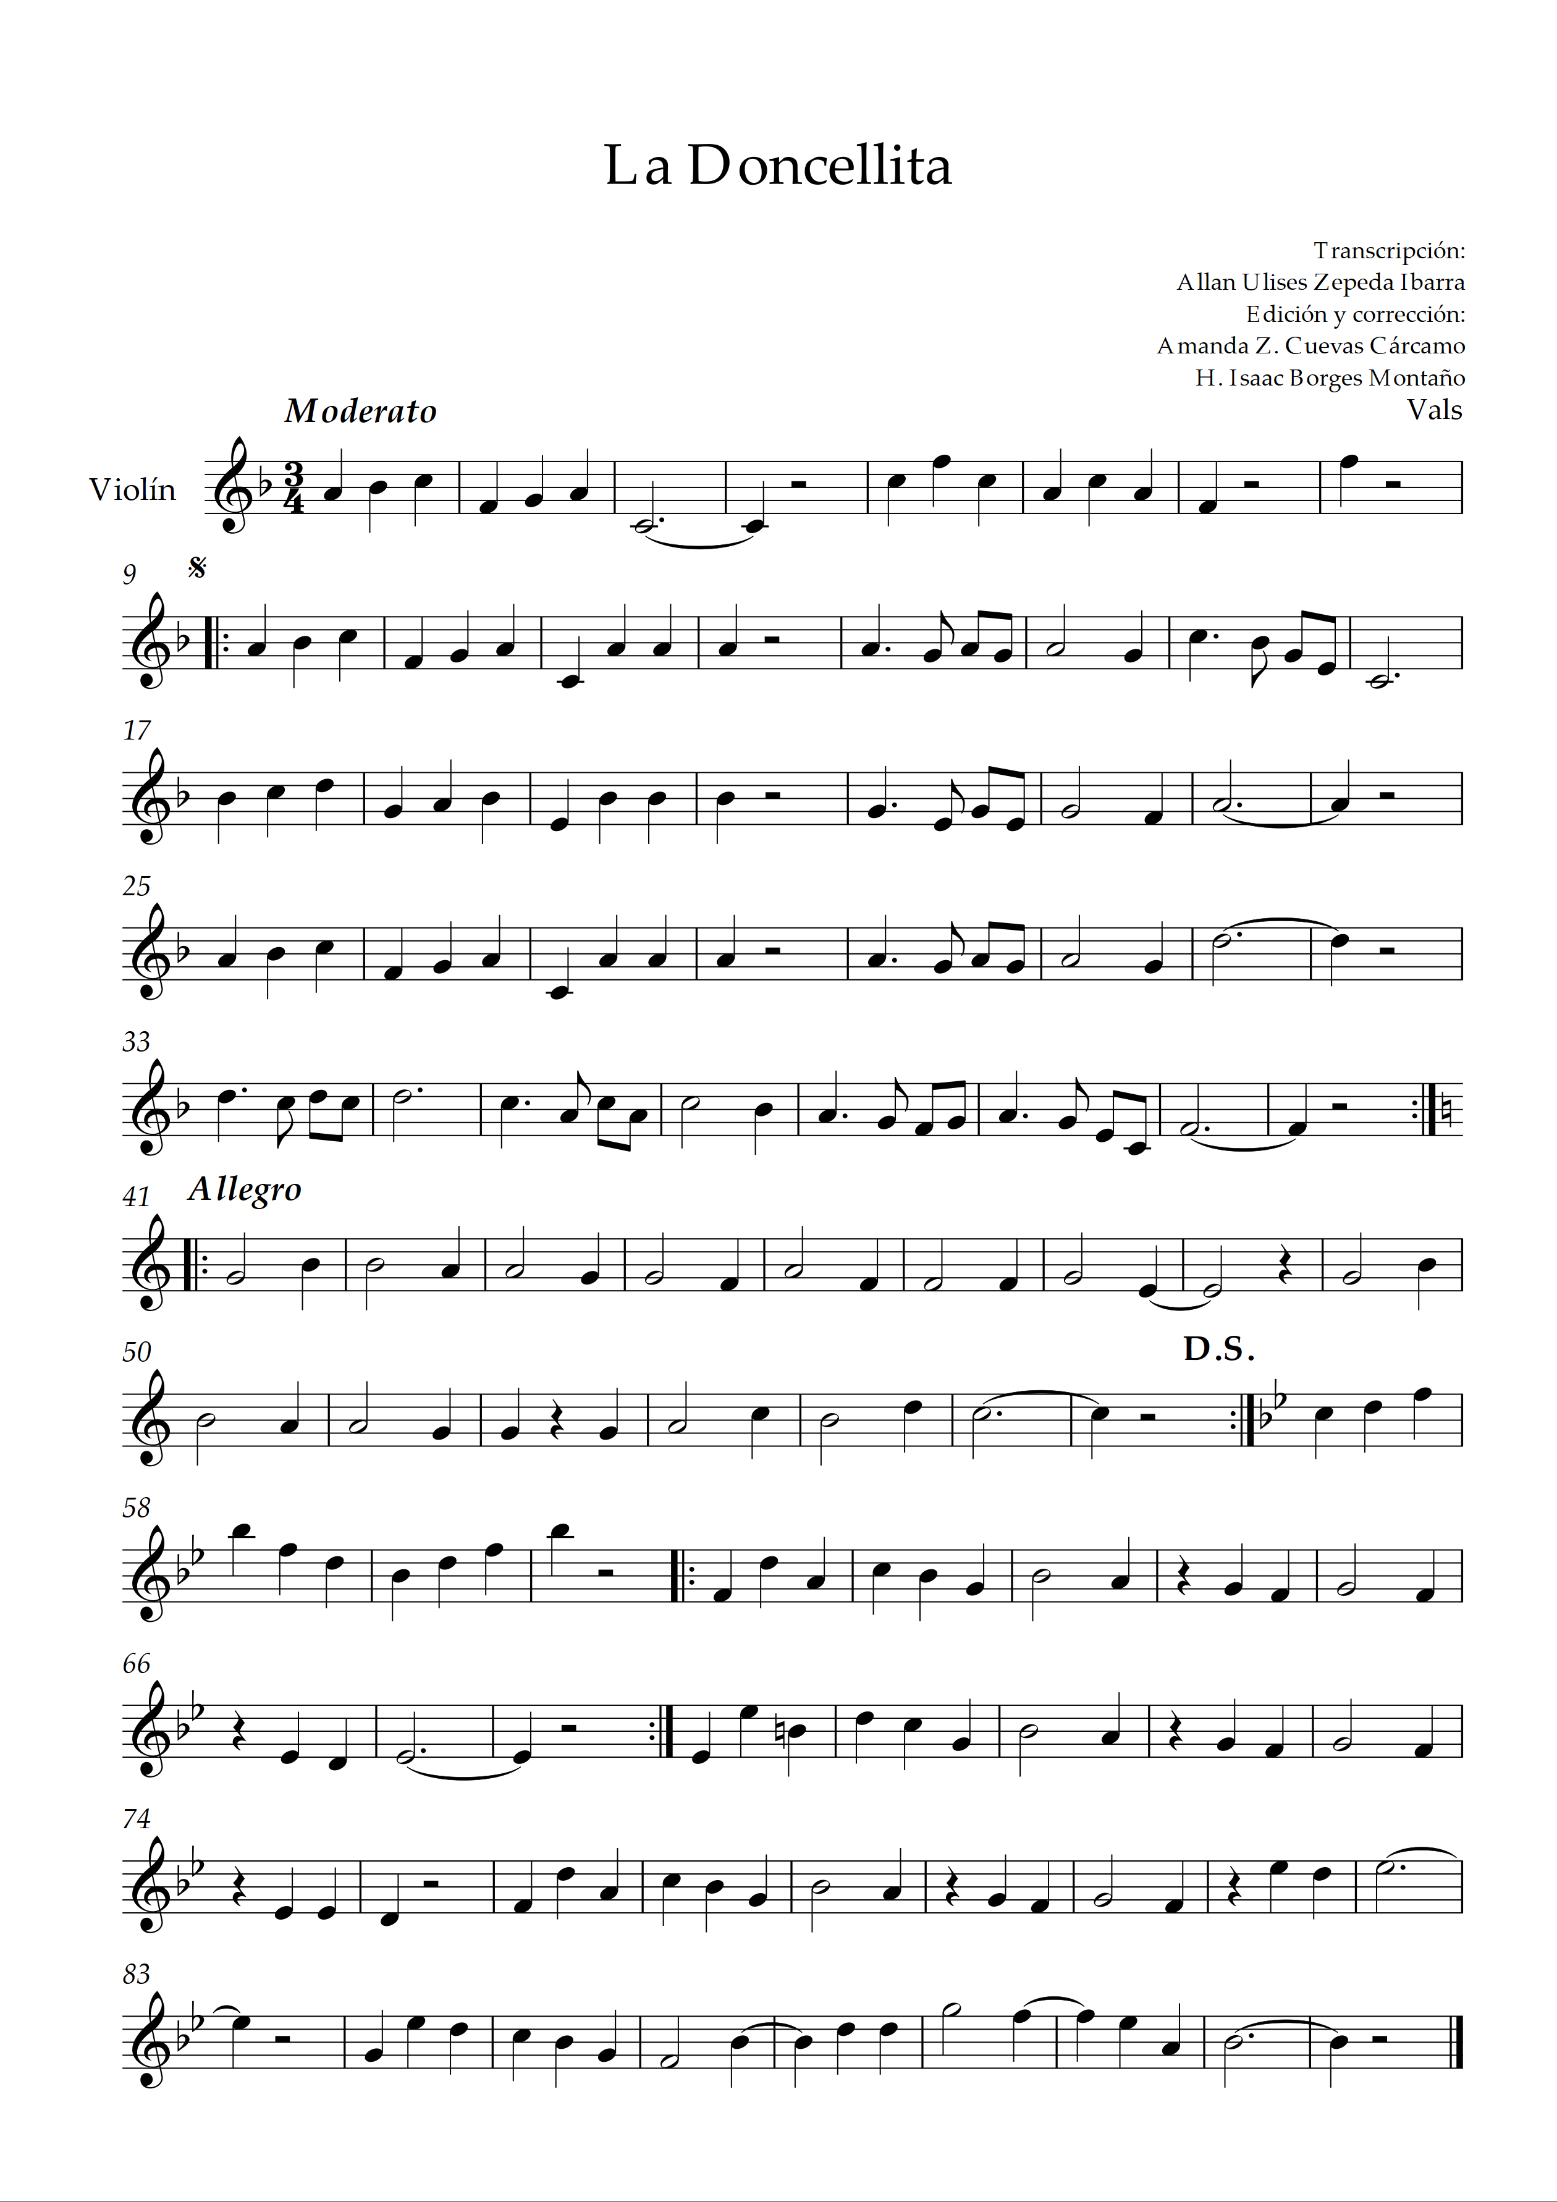 La Doncellita
Transcripción:
Allan Ulises Zepeda Ibarra
Edición y corrección:
Amanda Z. Cuevas Cárcamo
H. Isaac Borges Montaño
Moderato
Vals
Violín
3
4
9
17
25
33
41
Allegro
50
D.S.
58
66
74
83